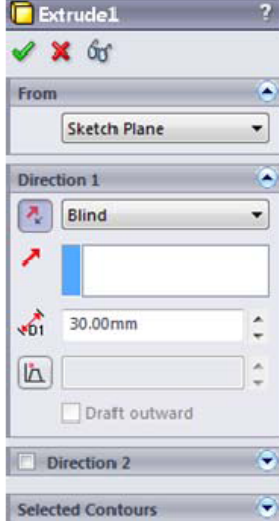 Extrude1 ?
From
Sketch Plane
Direction 1
Blind
D1 30.00mm
Draft outward
Direction 2
Selected Contours